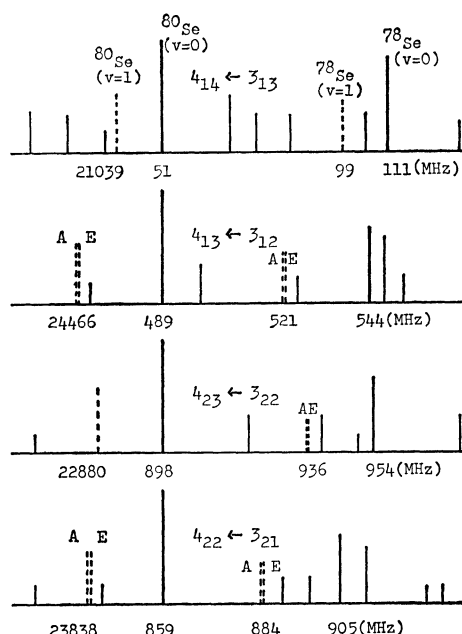 80Se
(v=0)
80Se
(v=1)
4₁₄ ← 3₁₃
78Se
(v=1)
78Se
(v=0)
21039 51 99 111(MHz)
A E 4₁₃ ← 3₁₂ A E
24466 489 521 544(MHz)
4₂₃ ← 3₂₂ AE
22880 898 936 954(MHz)
A E 4₂₂ ← 3₂₁ A E
23838 859 884 905(MHz)